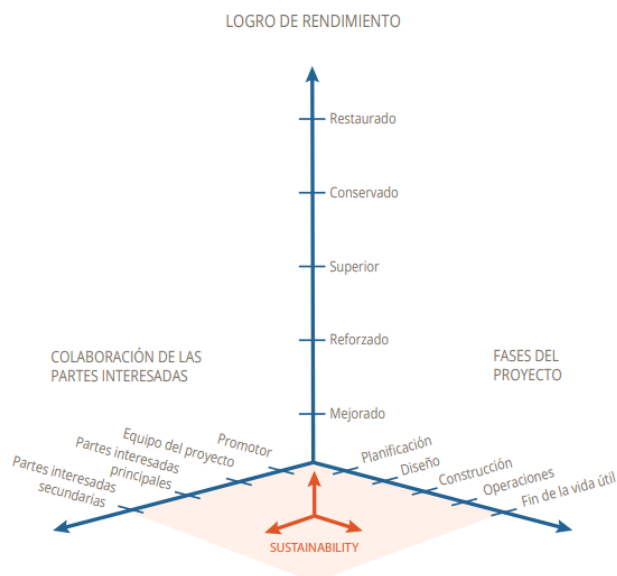 LOGRO DE RENDIMIENTO
Restaurado
Conservado
Superior
Reforzado
Mejorado
COLABORACIÓN DE LAS
PARTES INTERESADAS
Promotor
Equipo del proyecto
Partes interesadas
principales
Partes interesadas
secundarias
FASES DEL
PROYECTO
Planificación
Diseño
Construcción
Operaciones
Fin de la vida útil
SUSTAINABILITY